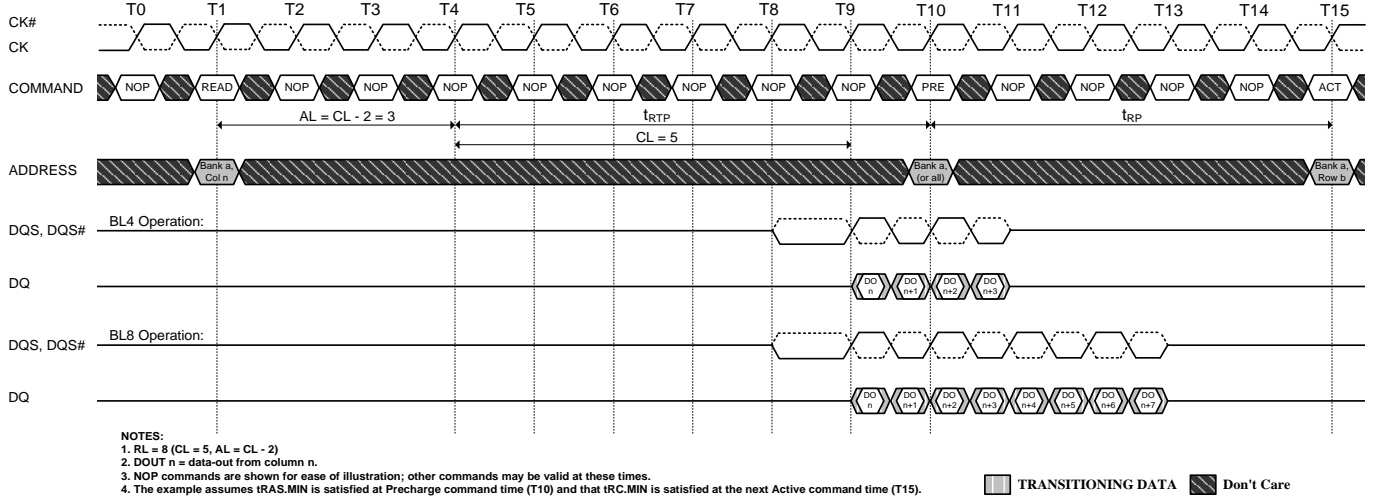 T0 T1 T2 T3 T4 T5 T6 T7 T8 T9 T10 T11 T12 T13 T14 T15
CK#
CK
COMMAND NOP READ NOP NOP NOP NOP NOP NOP NOP NOP PRE NOP NOP NOP NOP ACT
AL = CL - 2 = 3 tRTP tRP
CL = 5
ADDRESS
Bank a, Col n
Bank a, (or all)
Bank a, Row b
BL4 Operation:
DQS, DQS#
DQ
DO n DO n+1 DO n+2 DO n+3
BL8 Operation:
DQS, DQS#
DQ
DO n DO n+1 DO n+2 DO n+3 DO n+4 DO n+5 DO n+6 DO n+7
NOTES:
1. RL = 8 (CL = 5, AL = CL - 2)
2. DOUT n = data-out from column n.
3. NOP commands are shown for ease of illustration; other commands may be valid at these times.
4. The example assumes tRAS.MIN is satisfied at Precharge command time (T10) and that tRC.MIN is satisfied at the next Active command time (T15).
TRANSITIONING DATA Don't Care